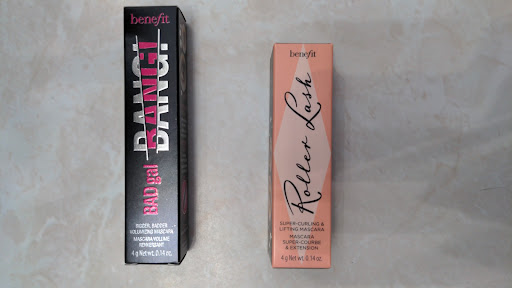 benefit
BADgal
BANG!
BIGGER, BADDER
VOLUMIZING MASCARA
MASCARA VOLUME
RENVERSANT
4 g Net wt. 0.14 oz.
benefit
Roller Lash
SUPER-CURLING &
LIFTING MASCARA
MASCARA
SUPER-COURBE
& EXTENSION
4 g Net wt. 0.14 oz.